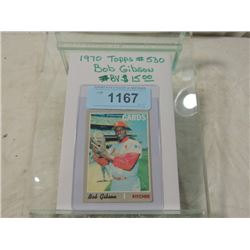 1970 Topps #530
Bob Gibson
#BV.$15.00
1167
CARDS
Bob Gibson
PITCHER